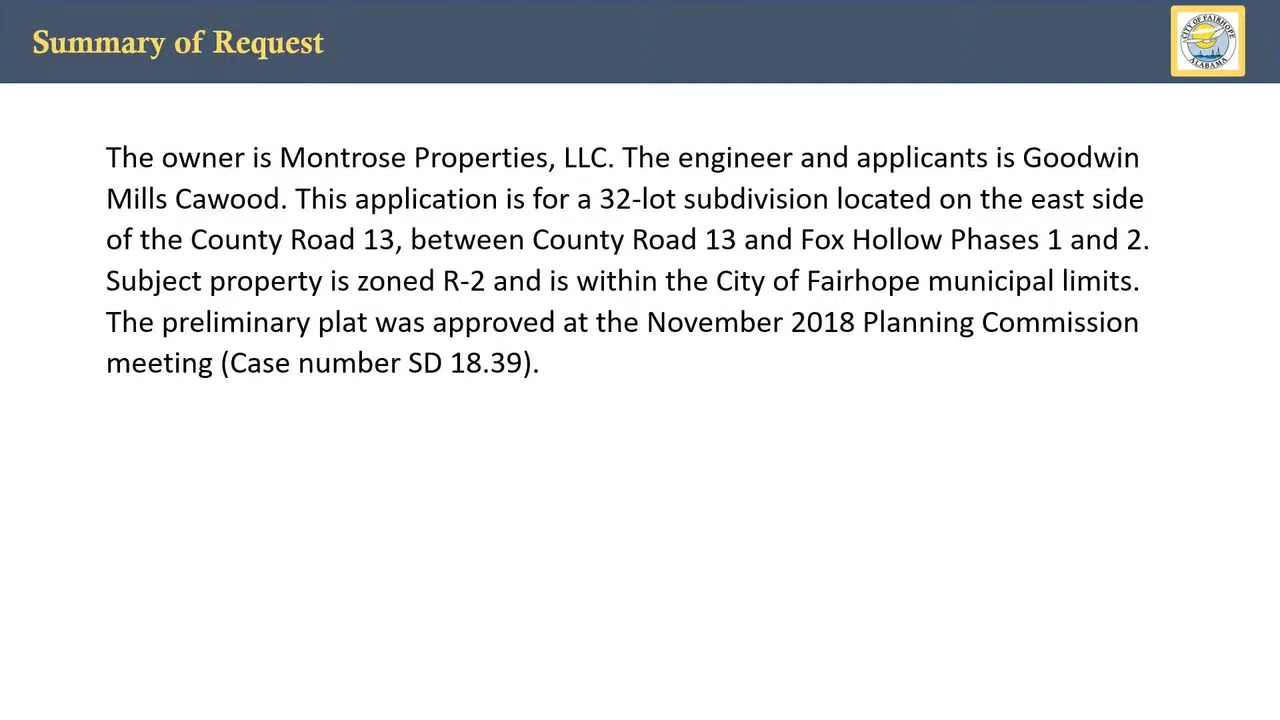 Summary of Request
CITY OF FAIRHOPE
ALABAMA
The owner is Montrose Properties, LLC. The engineer and applicants is Goodwin
Mills Cawood. This application is for a 32-lot subdivision located on the east side
of the County Road 13, between County Road 13 and Fox Hollow Phases 1 and 2.
Subject property is zoned R-2 and is within the City of Fairhope municipal limits.
The preliminary plat was approved at the November 2018 Planning Commission
meeting (Case number SD 18.39).